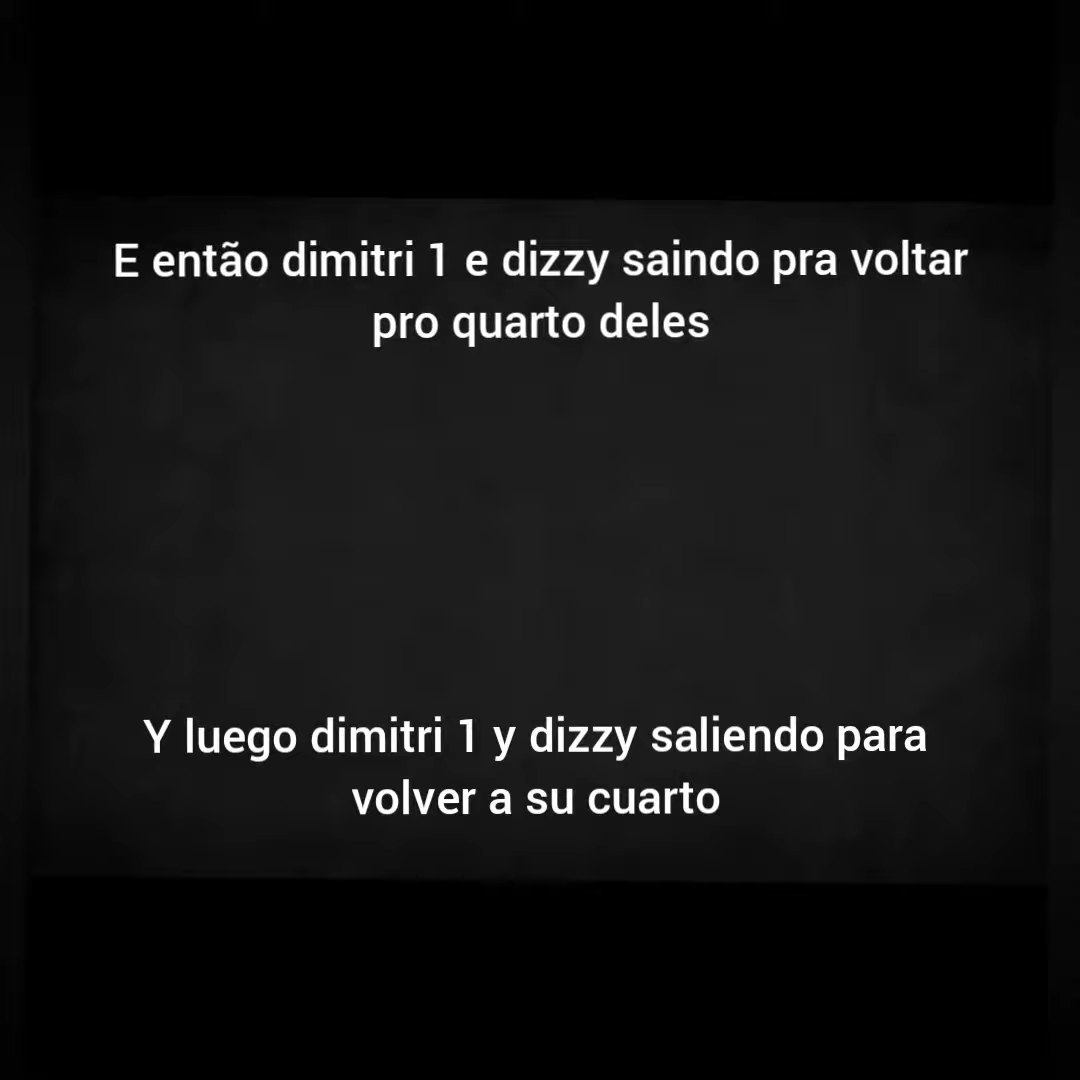 E então dimitri 1 e dizzy saindo pra voltar
pro quarto deles
Y luego dimitri 1 y dizzy saliendo para
volver a su cuarto